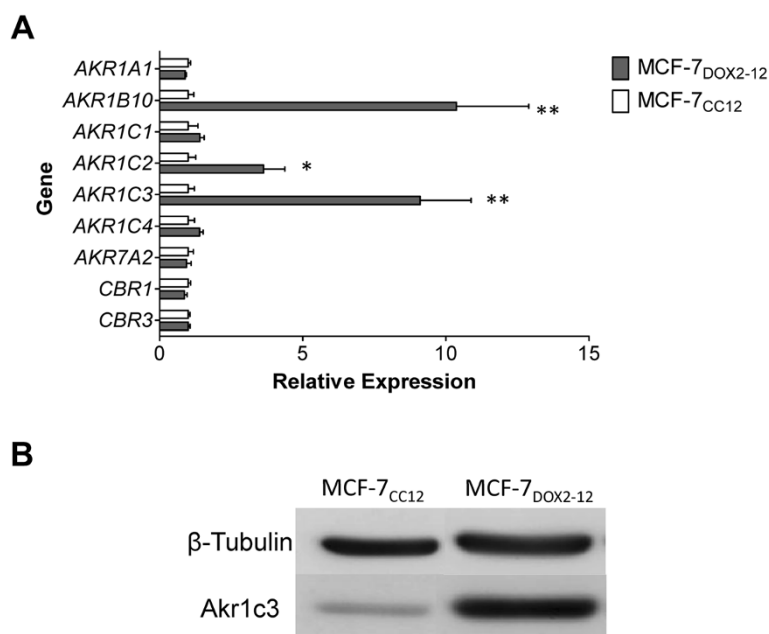 A
AKR1A1
AKR1B10
AKR1C1
AKR1C2
AKR1C3
AKR1C4
AKR7A2
CBR1
CBR3
Gene
**
*
**
0 5 10 15
Relative Expression
MCF-7DOX2-12
MCF-7CC12
B
MCF-7CC12 MCF-7DOX2-12
β-Tubulin
Akr1c3